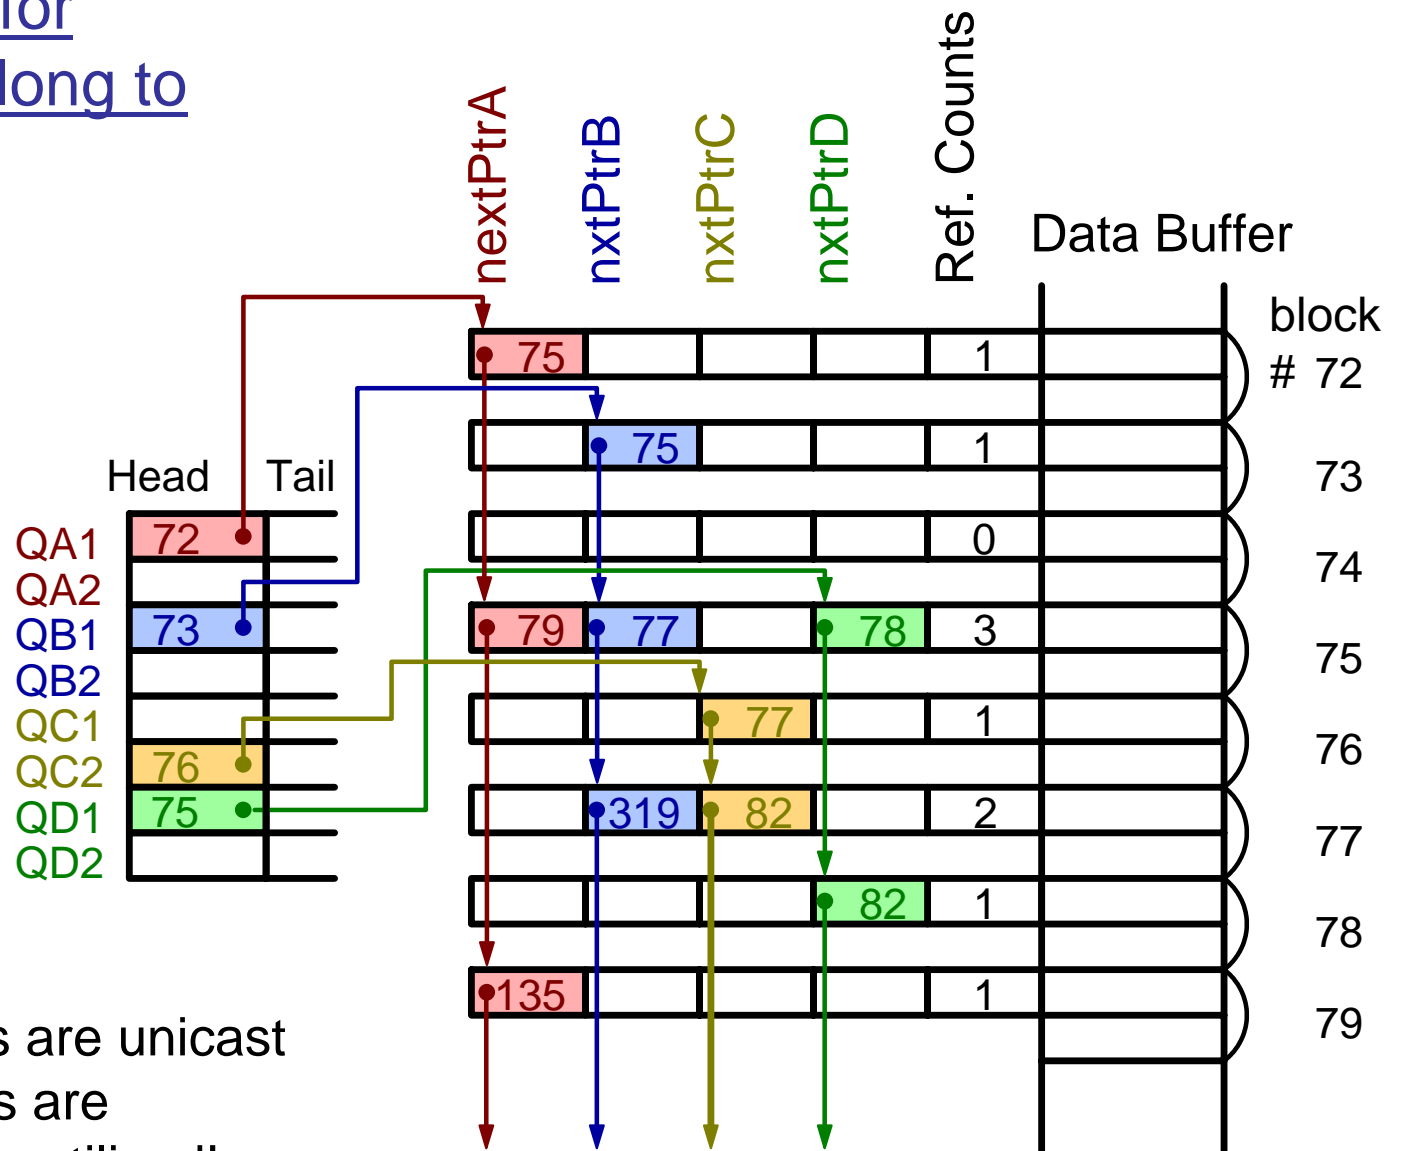 for
long to
nextPtrA nxtPtrB nxtPtrC nxtPtrD Ref. Counts
Data Buffer
block
75 1 # 72
75 1 73
Head Tail
QA1 72 0 74
QA2
QB1 73 79 77 78 3 75
QB2
QC1 77 1 76
QC2 76
QD1 75 319 82 2 77
QD2
82 1 78
135 1 79
s are unicast
s are